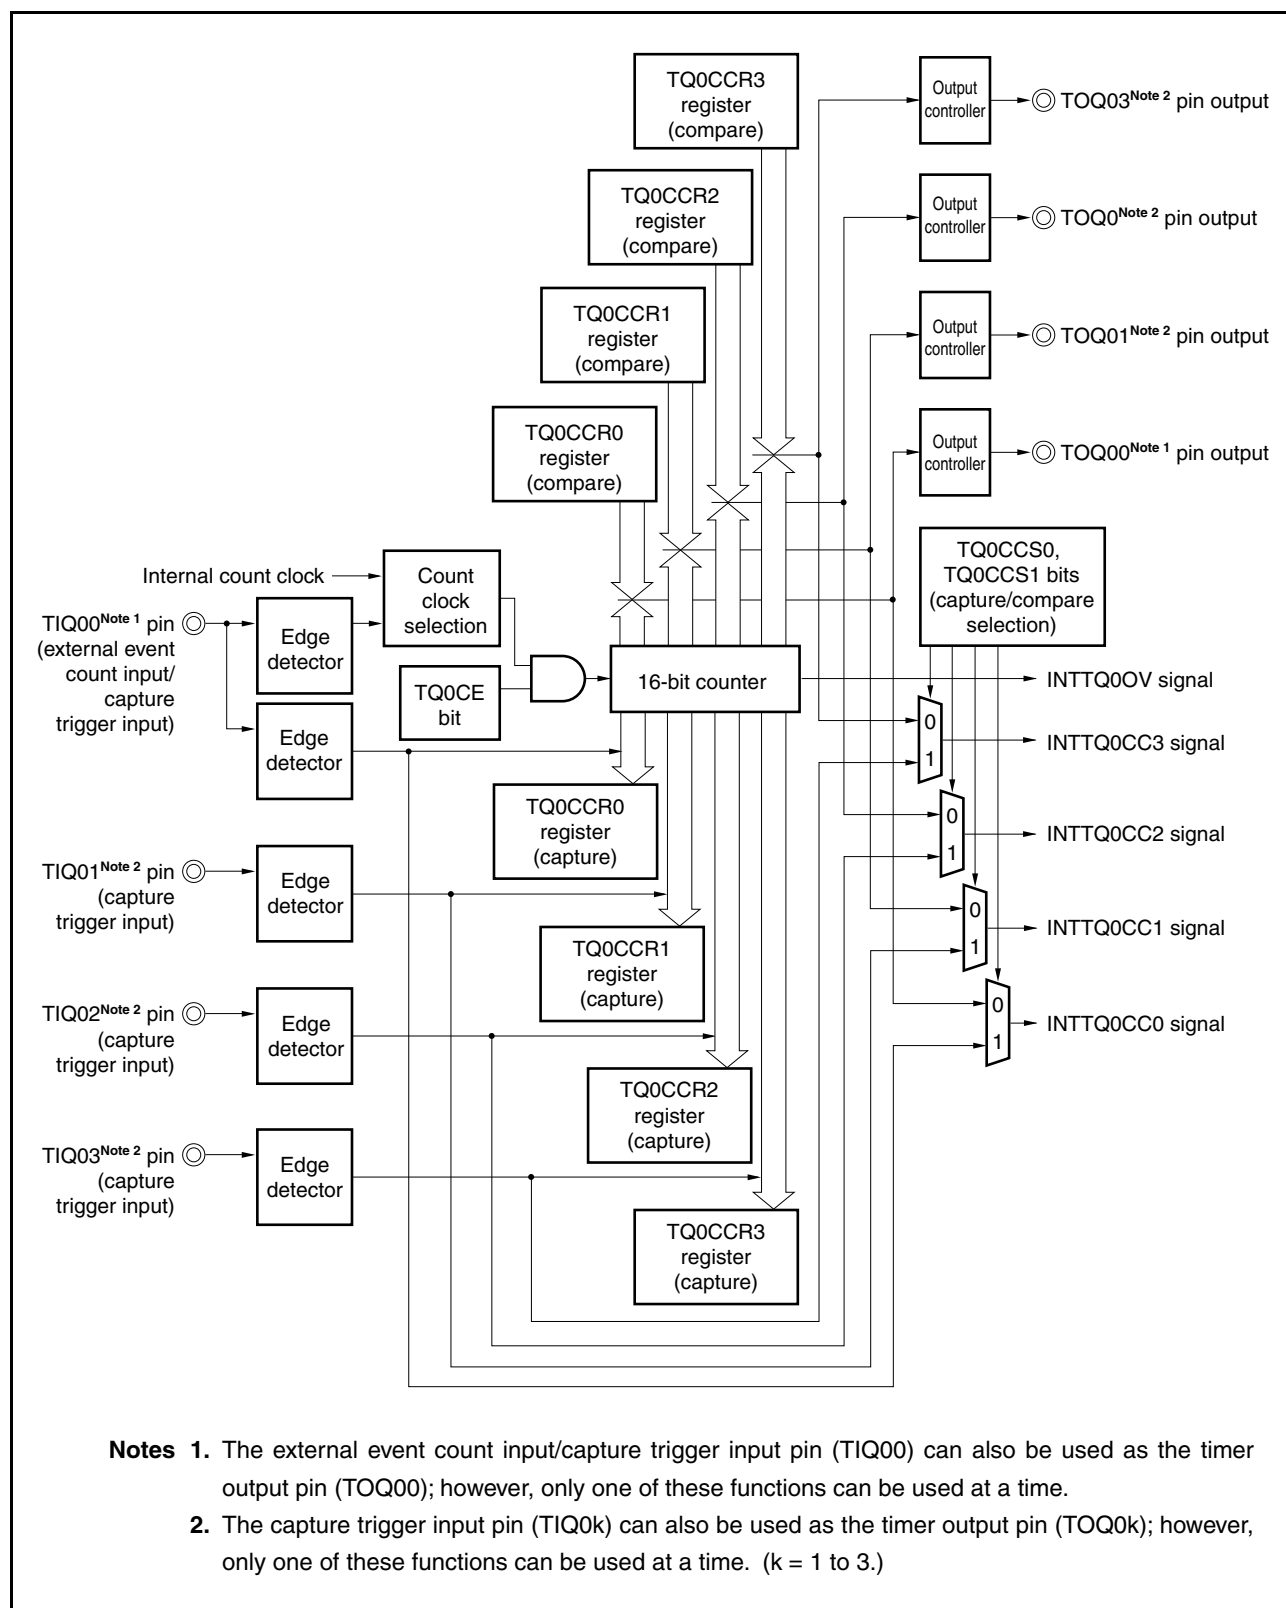 TQ0CCR3
register
(compare)
Output
controller
TOQ03Note 2 pin output
TQ0CCR2
register
(compare)
Output
controller
TOQ0Note 2 pin output
TQ0CCR1
register
(compare)
Output
controller
TOQ01Note 2 pin output
TQ0CCR0
register
(compare)
Output
controller
TOQ00Note 1 pin output
TQ0CCS0,
TQ0CCS1 bits
(capture/compare
selection)
Internal count clock
Count
clock
selection
TIQ00Note 1 pin
(external event
count input/
capture
trigger input)
Edge
detector
TQ0CE
bit
16-bit counter
INTTQ0OV signal
Edge
detector
0
1
INTTQ0CC3 signal
TQ0CCR0
register
(capture)
0
1
INTTQ0CC2 signal
TIQ01Note 2 pin
(capture
trigger input)
Edge
detector
0
1
INTTQ0CC1 signal
TQ0CCR1
register
(capture)
TIQ02Note 2 pin
(capture
trigger input)
Edge
detector
0
1
INTTQ0CC0 signal
TQ0CCR2
register
(capture)
TIQ03Note 2 pin
(capture
trigger input)
Edge
detector
TQ0CCR3
register
(capture)
Notes 1. The external event count input/capture trigger input pin (TIQ00) can also be used as the timer
output pin (TOQ00); however, only one of these functions can be used at a time.
2. The capture trigger input pin (TIQ0k) can also be used as the timer output pin (TOQ0k); however,
only one of these functions can be used at a time. (k = 1 to 3.)